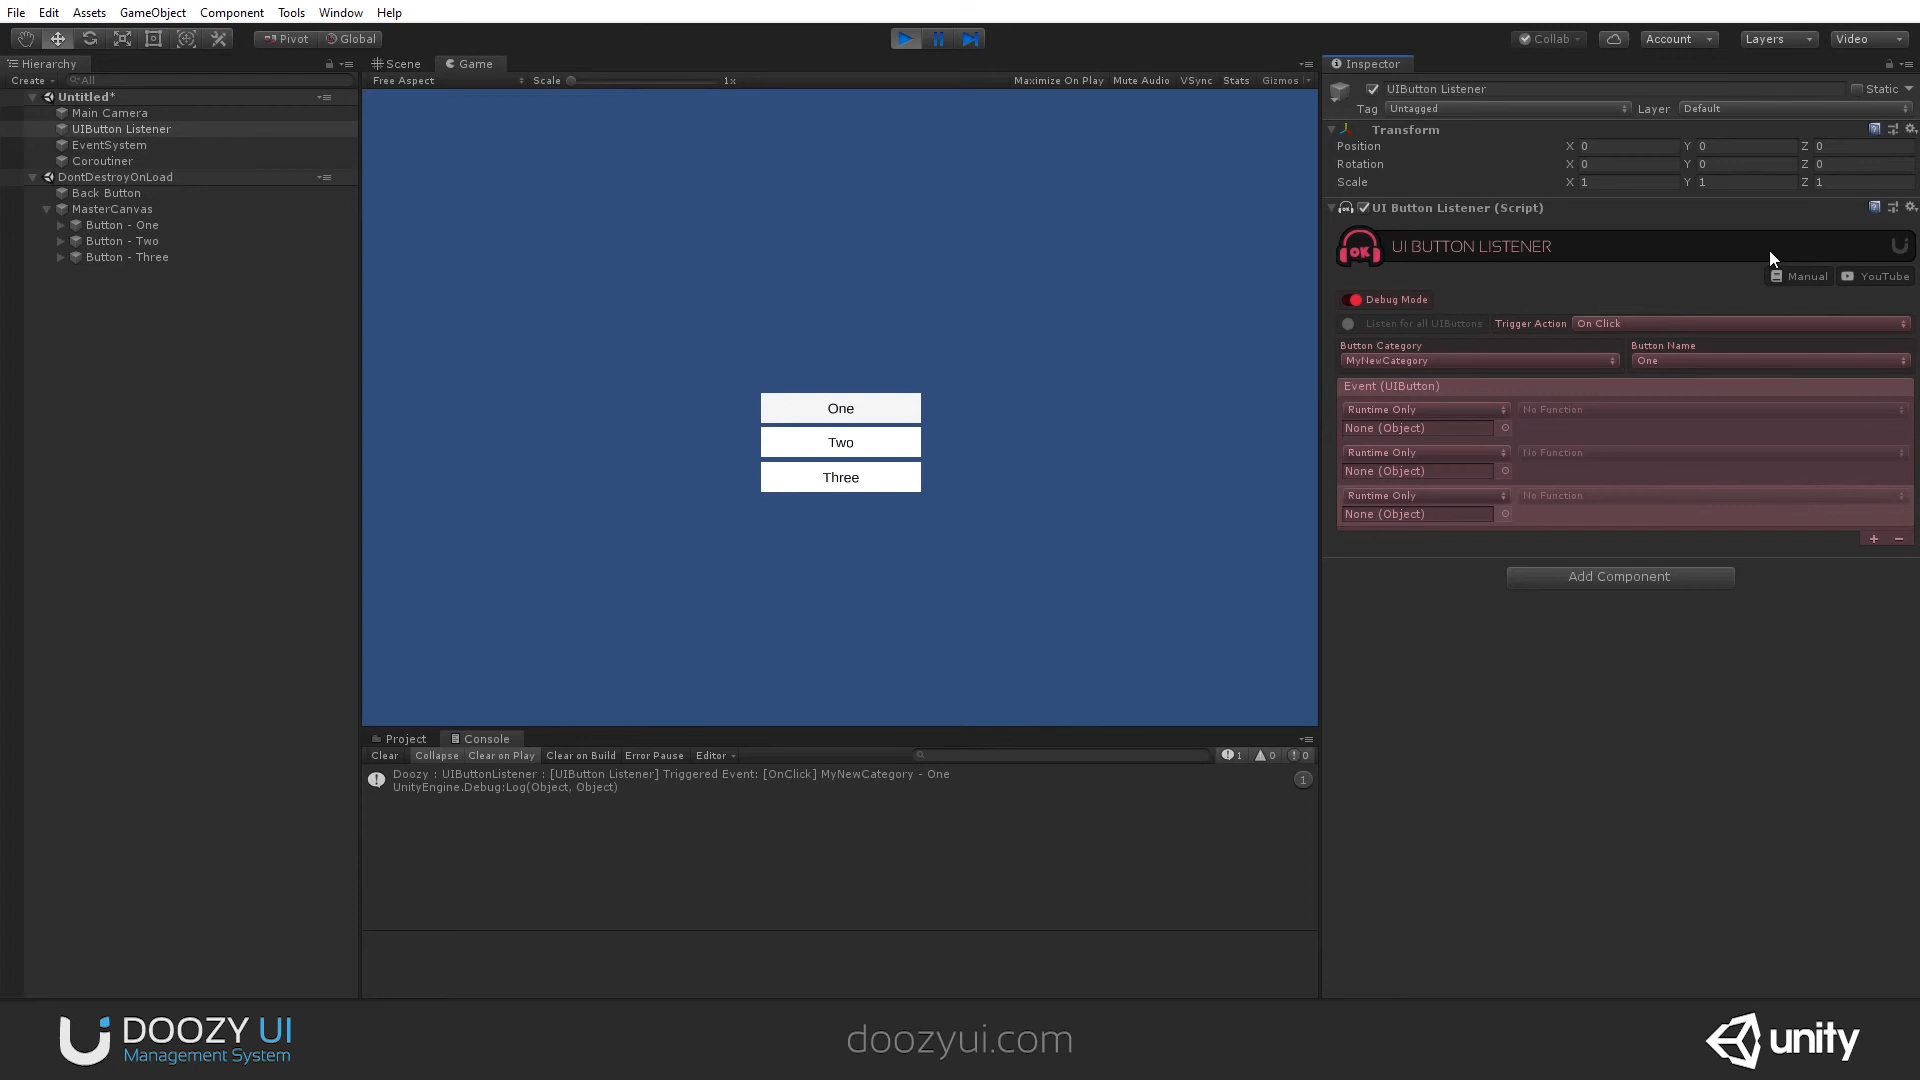 File Edit Assets GameObject Component Tools Window Help
Pivot Global Collab Account Layers Video
Hierarchy
Create All
Untitled*
Main Camera
UIButton Listener
EventSystem
Coroutiner
DontDestroyOnLoad
Back Button
MasterCanvas
Button - One
Button - Two
Button - Three
Scene Game
Free Aspect Scale 1x Maximize On Play Mute Audio VSync Stats Gizmos
One
Two
Three
Project Console
Clear Collapse Clear on Play Clear on Build Error Pause Editor 1 0 0
Doozy : UIButtonListener : [UIButton Listener] Triggered Event: [OnClick] MyNewCategory - One
UnityEngine.Debug:Log(Object, Object)
1
Inspector
UIButton Listener Static
Tag Untagged Layer Default
Transform
Position X 0 Y 0 Z 0
Rotation X 0 Y 0 Z 0
Scale X 1 Y 1 Z 1
UI Button Listener (Script)
OK UI BUTTON LISTENER
Manual YouTube
Debug Mode
Listen for all UIButtons Trigger Action On Click
Button Category Button Name
MyNewCategory One
Event (UIButton)
Runtime Only No Function
None (Object)
Runtime Only No Function
None (Object)
Runtime Only No Function
None (Object)
+ −
Add Component
DOOZY UI
Management System
doozyui.com
unity